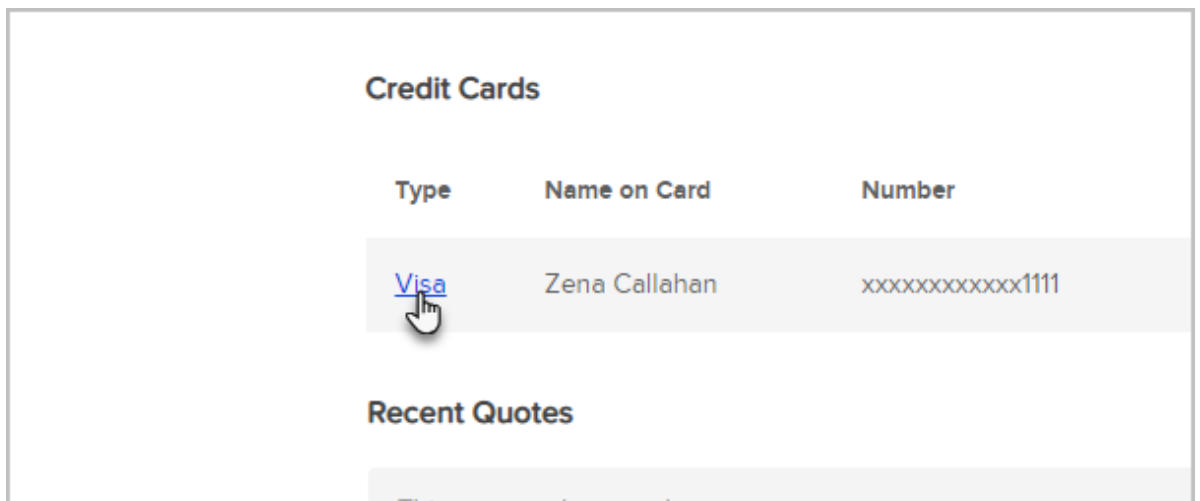 Credit Cards
Type Name on Card Number
Visa Zena Callahan xxxxxxxxxxxx1111
Recent Quotes